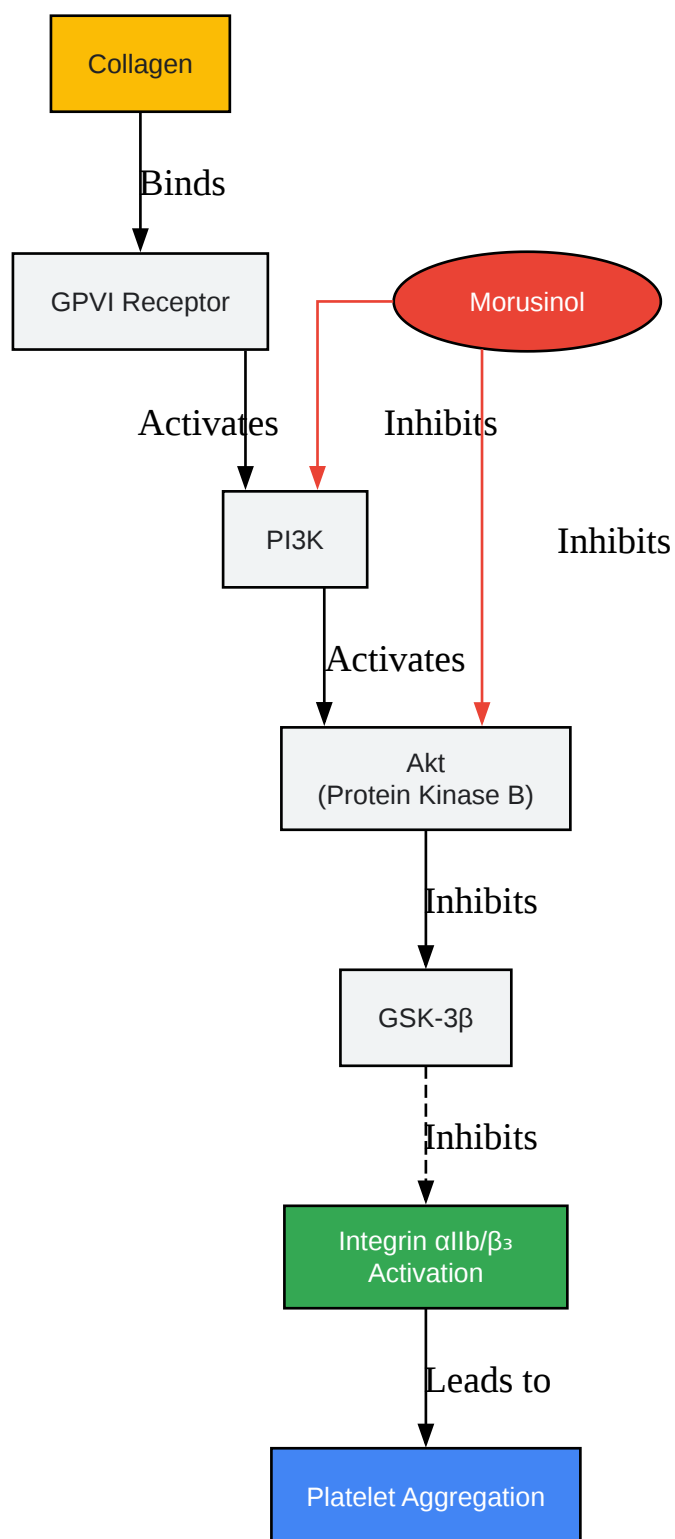 Collagen
Binds
GPVI Receptor
Morusinol
Activates
Inhibits
PI3K
Inhibits
Activates
Akt
(Protein Kinase B)
Inhibits
GSK-3β
Inhibits
Integrin αIIb/β₃
Activation
Leads to
Platelet Aggregation